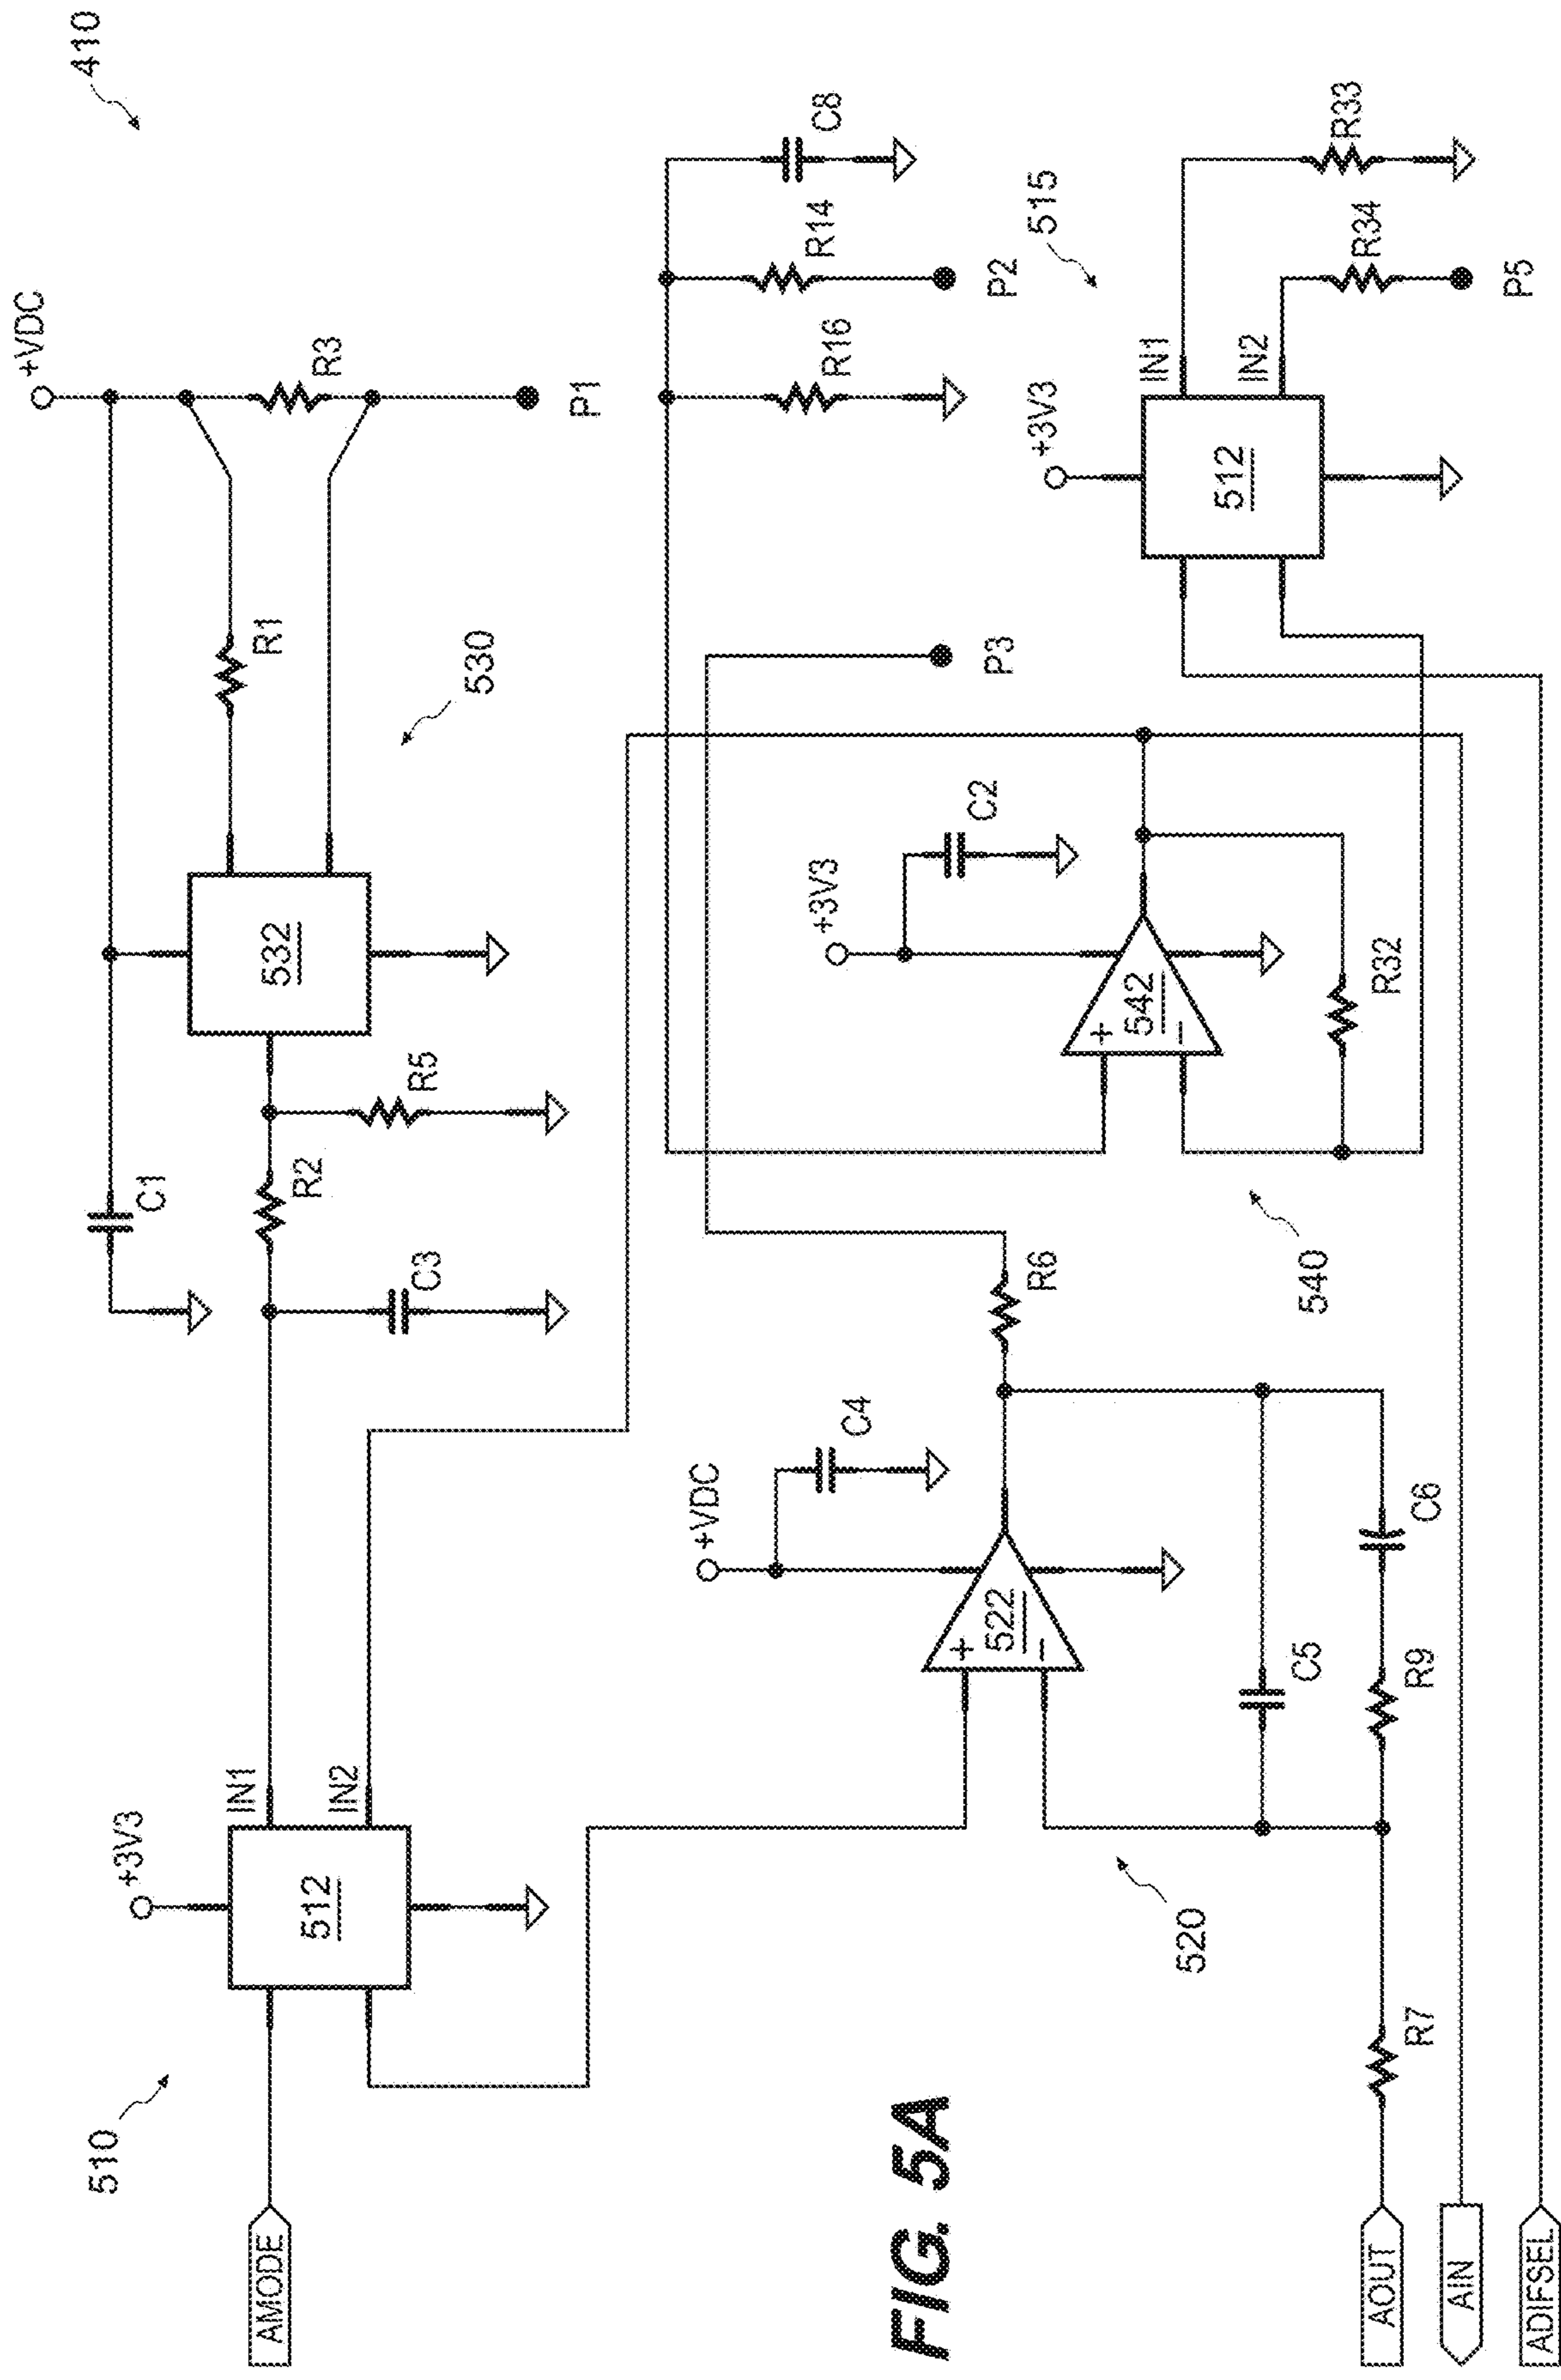 410
+VDC
C1
R3
P1
R1
532
530
R5
R2
C3
+3V3
IN1
IN2
512
510
AMODE
C8
R14
P2
R16
P3
515
+3V3
IN1
IN2
512
R33
R34
P5
+3V3
C2
542
+
−
R32
540
R6
+VDC
C4
522
+
−
C5
C6
R9
520
R7
AOUT
AIN
ADIFSEL
FIG. 5A